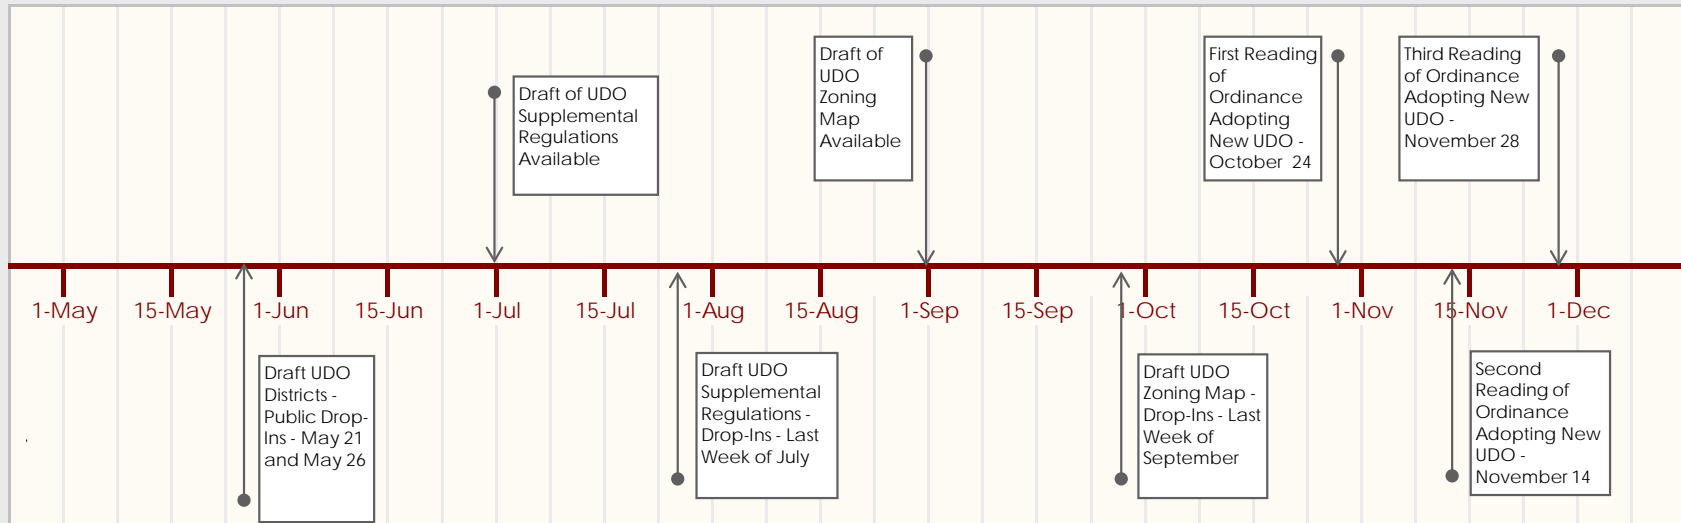 Draft of UDO
Supplemental
Regulations
Available
Draft of
UDO
Zoning
Map
Available
First Reading
of
Ordinance
Adopting
New UDO -
October 24
Third Reading
of Ordinance
Adopting New
UDO -
November 28
1-May 15-May 1-Jun 15-Jun 1-Jul 15-Jul 1-Aug 15-Aug 1-Sep 15-Sep 1-Oct 15-Oct 1-Nov 15-Nov 1-Dec
Draft UDO
Districts -
Public Drop-
Ins - May 21
and May 26
Draft UDO
Supplemental
Regulations -
Drop-Ins - Last
Week of July
Draft UDO
Zoning Map -
Drop-Ins - Last
Week of
September
Second
Reading of
Ordinance
Adopting New
UDO -
November 14